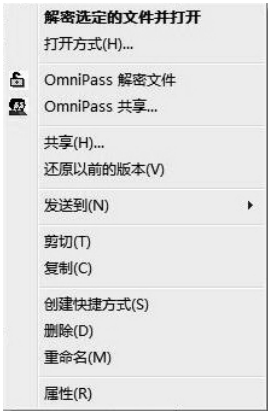 解密选定的文件并打开
打开方式(H)...
OmniPass 解密文件
OmniPass 共享...
共享(H)...
还原以前的版本(V)
发送到(N)
剪切(T)
复制(C)
创建快捷方式(S)
删除(D)
重命名(M)
属性(R)